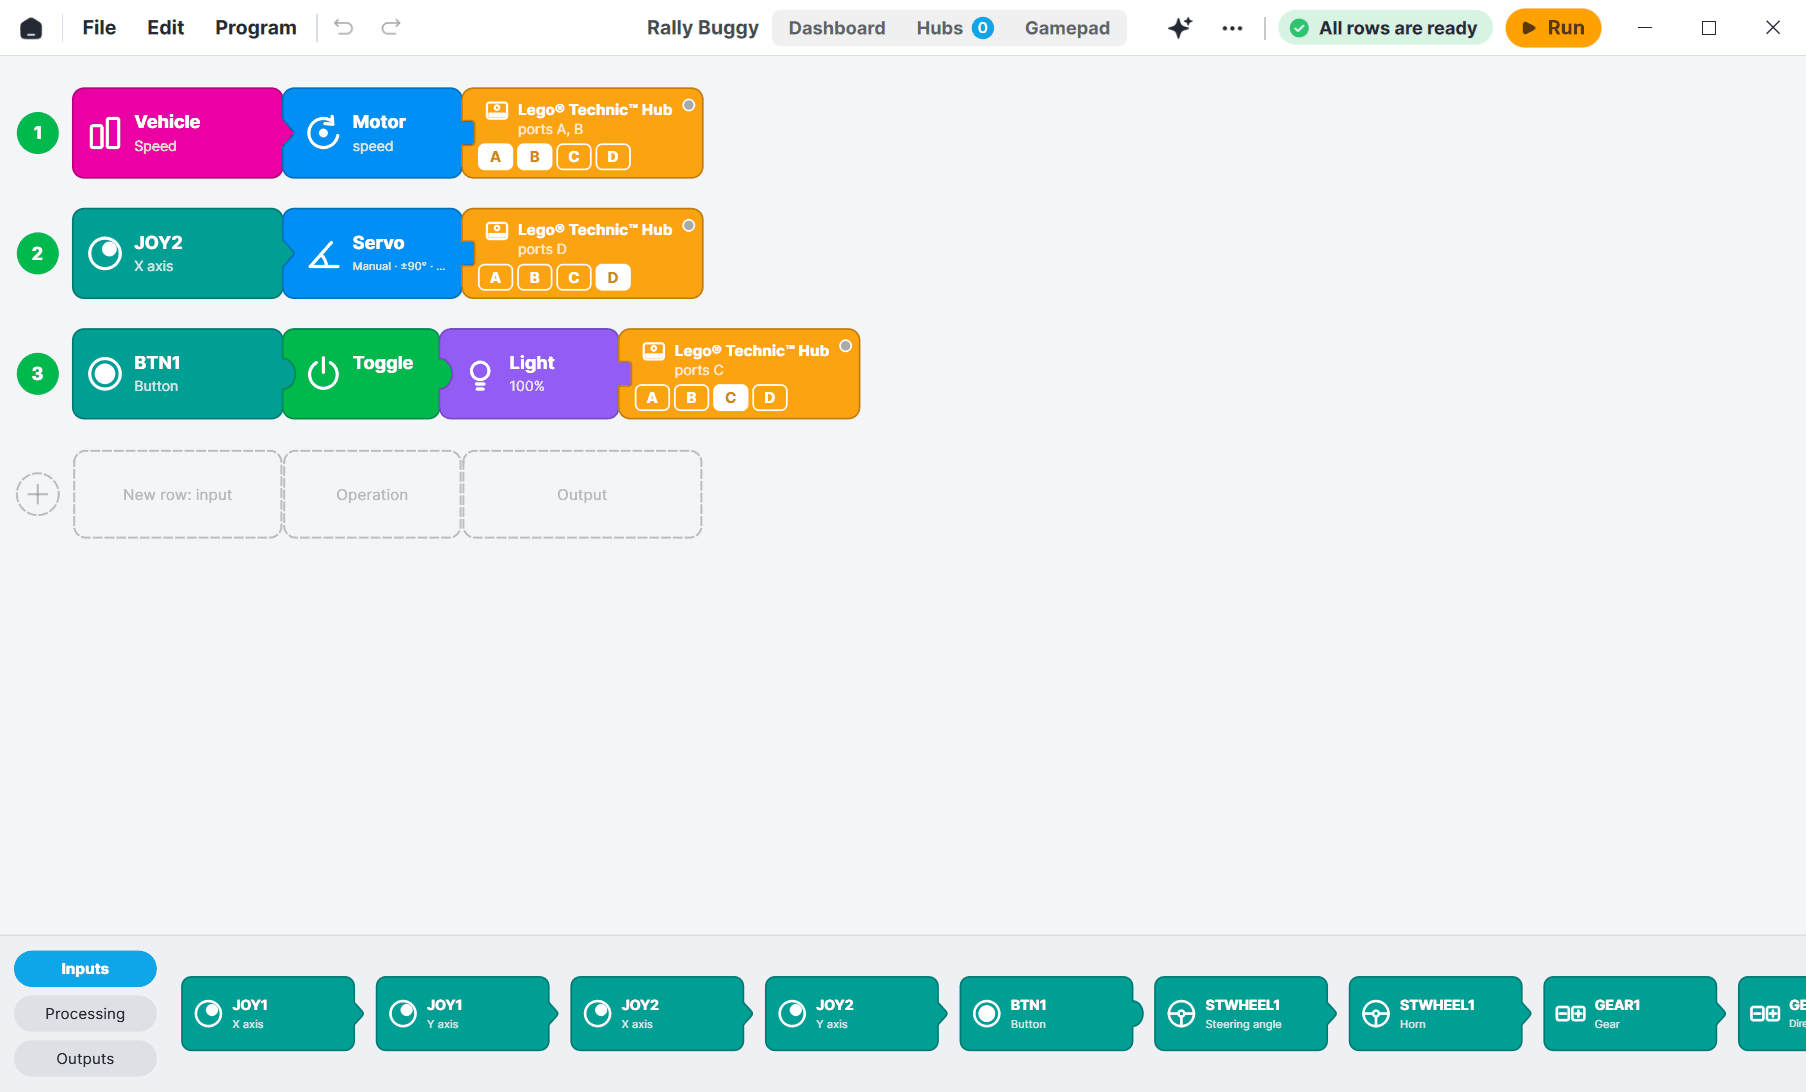 File Edit Program Rally Buggy Dashboard Hubs 0 Gamepad All rows are ready Run
1
Vehicle
Speed
Motor
speed
Lego® Technic™ Hub
ports A, B
A B C D
2
JOY2
X axis
Servo
Manual · ±90° · ...
Lego® Technic™ Hub
ports D
A B C D
3
BTN1
Button
Toggle
Light
100%
Lego® Technic™ Hub
ports C
A B C D
New row: input Operation Output
Inputs
Processing
Outputs
JOY1
X axis
JOY1
Y axis
JOY2
X axis
JOY2
Y axis
BTN1
Button
STWHEEL1
Steering angle
STWHEEL1
Horn
GEAR1
Gear
GE
Dire